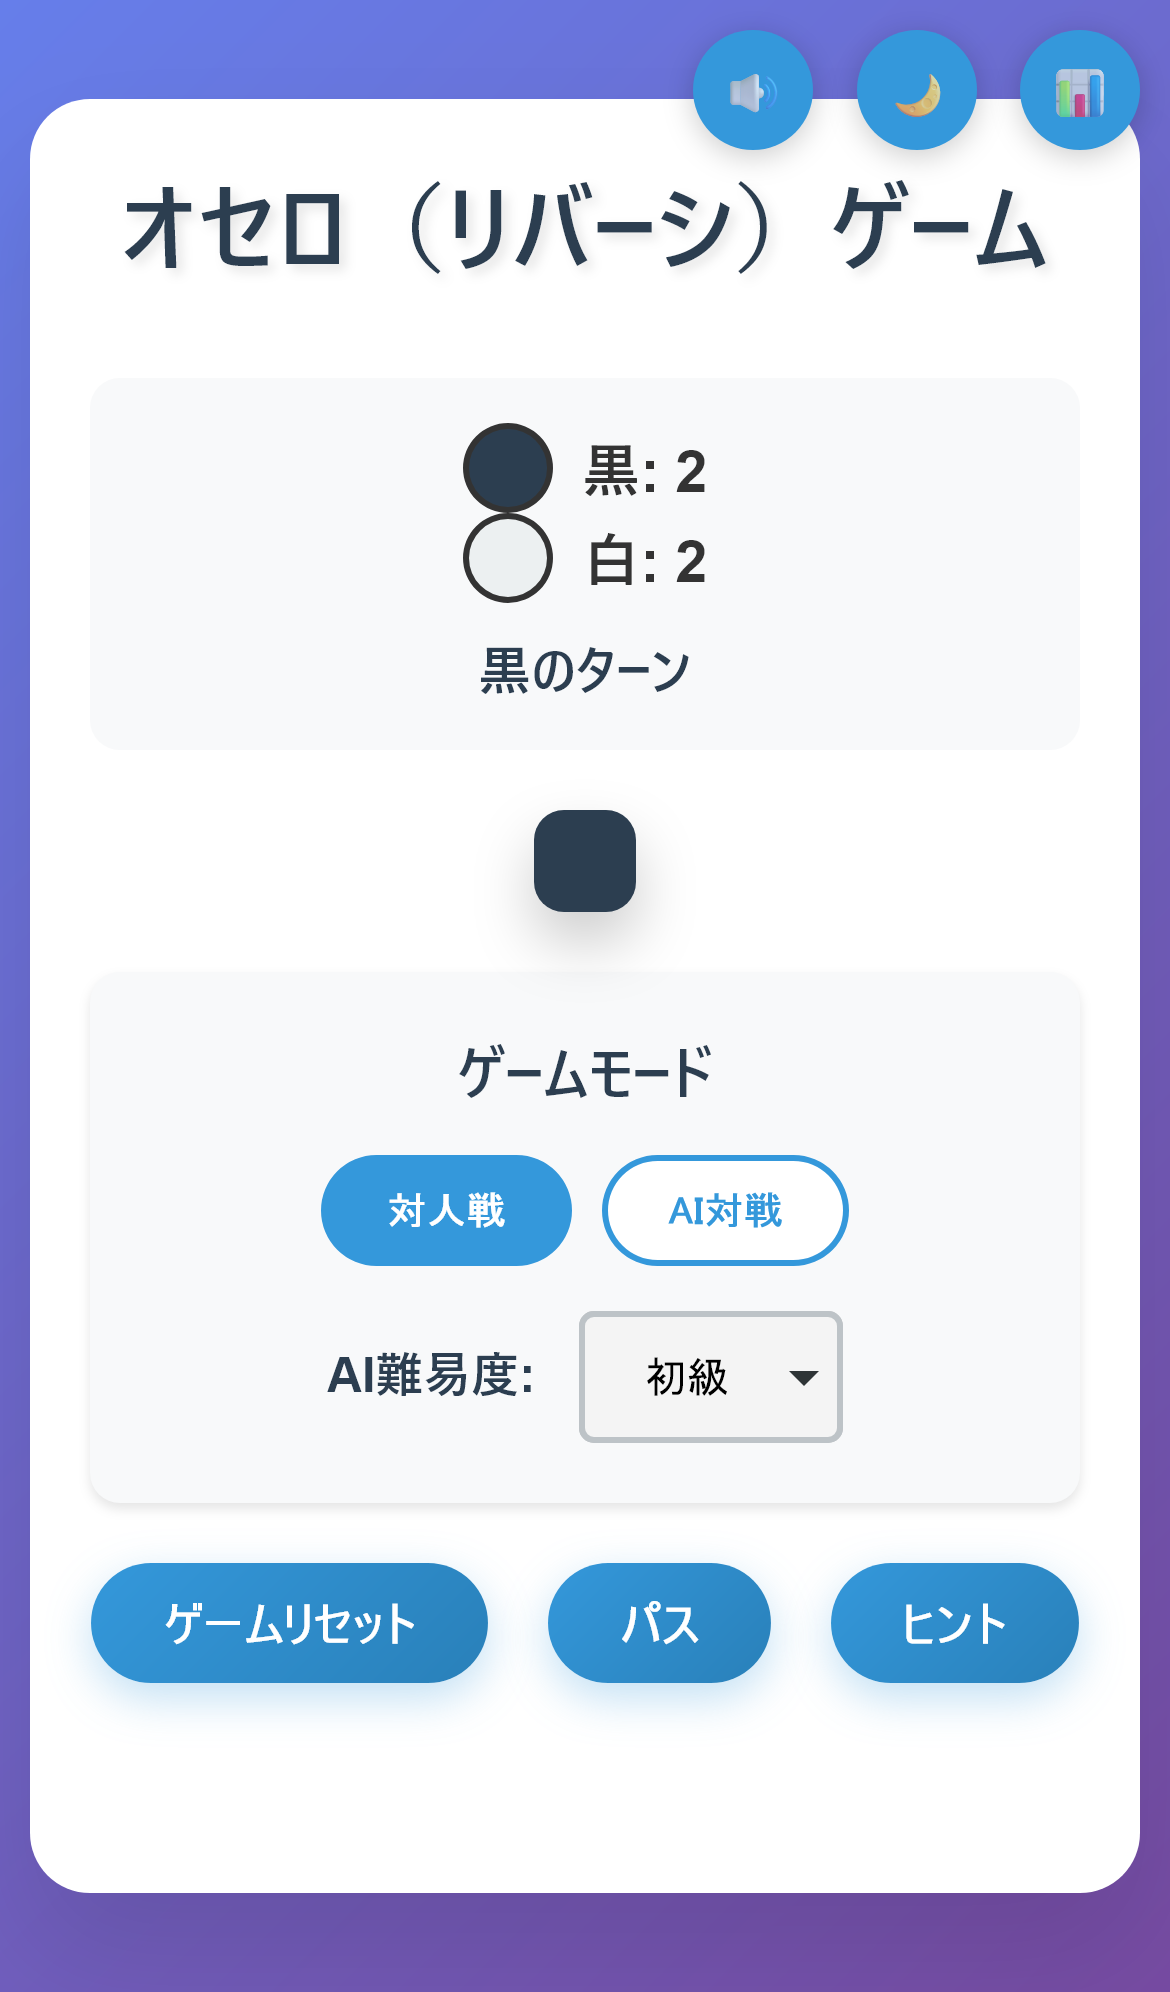 オセロ（リバーシ）ゲーム
黒: 2
白: 2
黒のターン
ゲームモード
対人戦
AI対戦
AI難易度:
初級
ゲームリセット
パス
ヒント